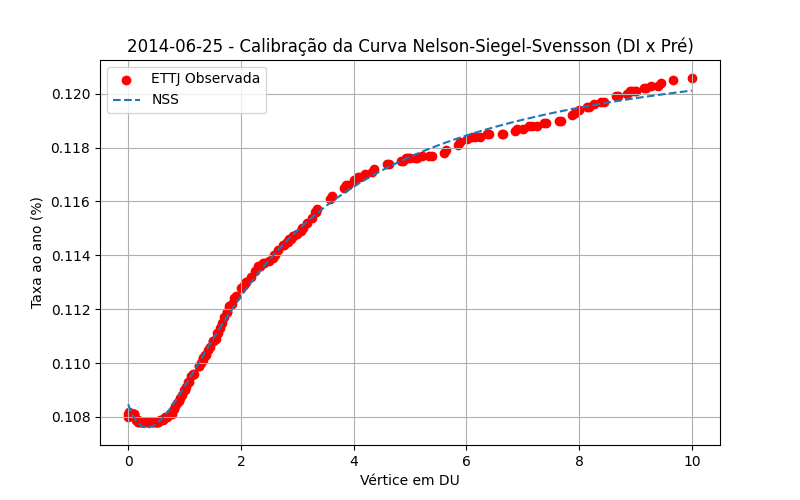 2014-06-25 - Calibração da Curva Nelson-Siegel-Svensson (DI x Pré)
ETTJ Observada
NSS
Taxa ao ano (%)
0.120
0.118
0.116
0.114
0.112
0.110
0.108
0 2 4 6 8 10
Vértice em DU